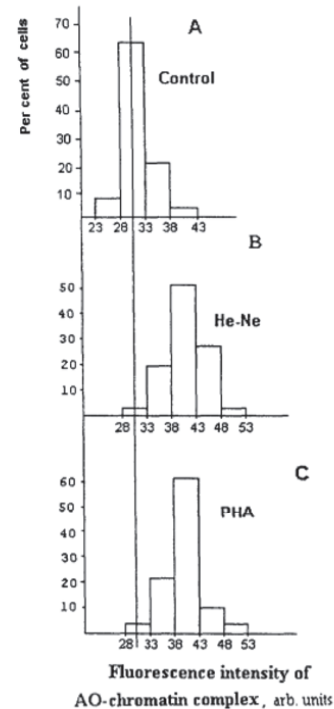 Per cent of cells
A
Control
70
60
50
40
30
20
10
23 28 33 38 43
B
He-Ne
50
40
30
20
10
28 33 38 43 48 53
C
PHA
60
50
40
30
20
10
28 33 38 43 48 53
Fluorescence intensity of
AO-chromatin complex, arb. units